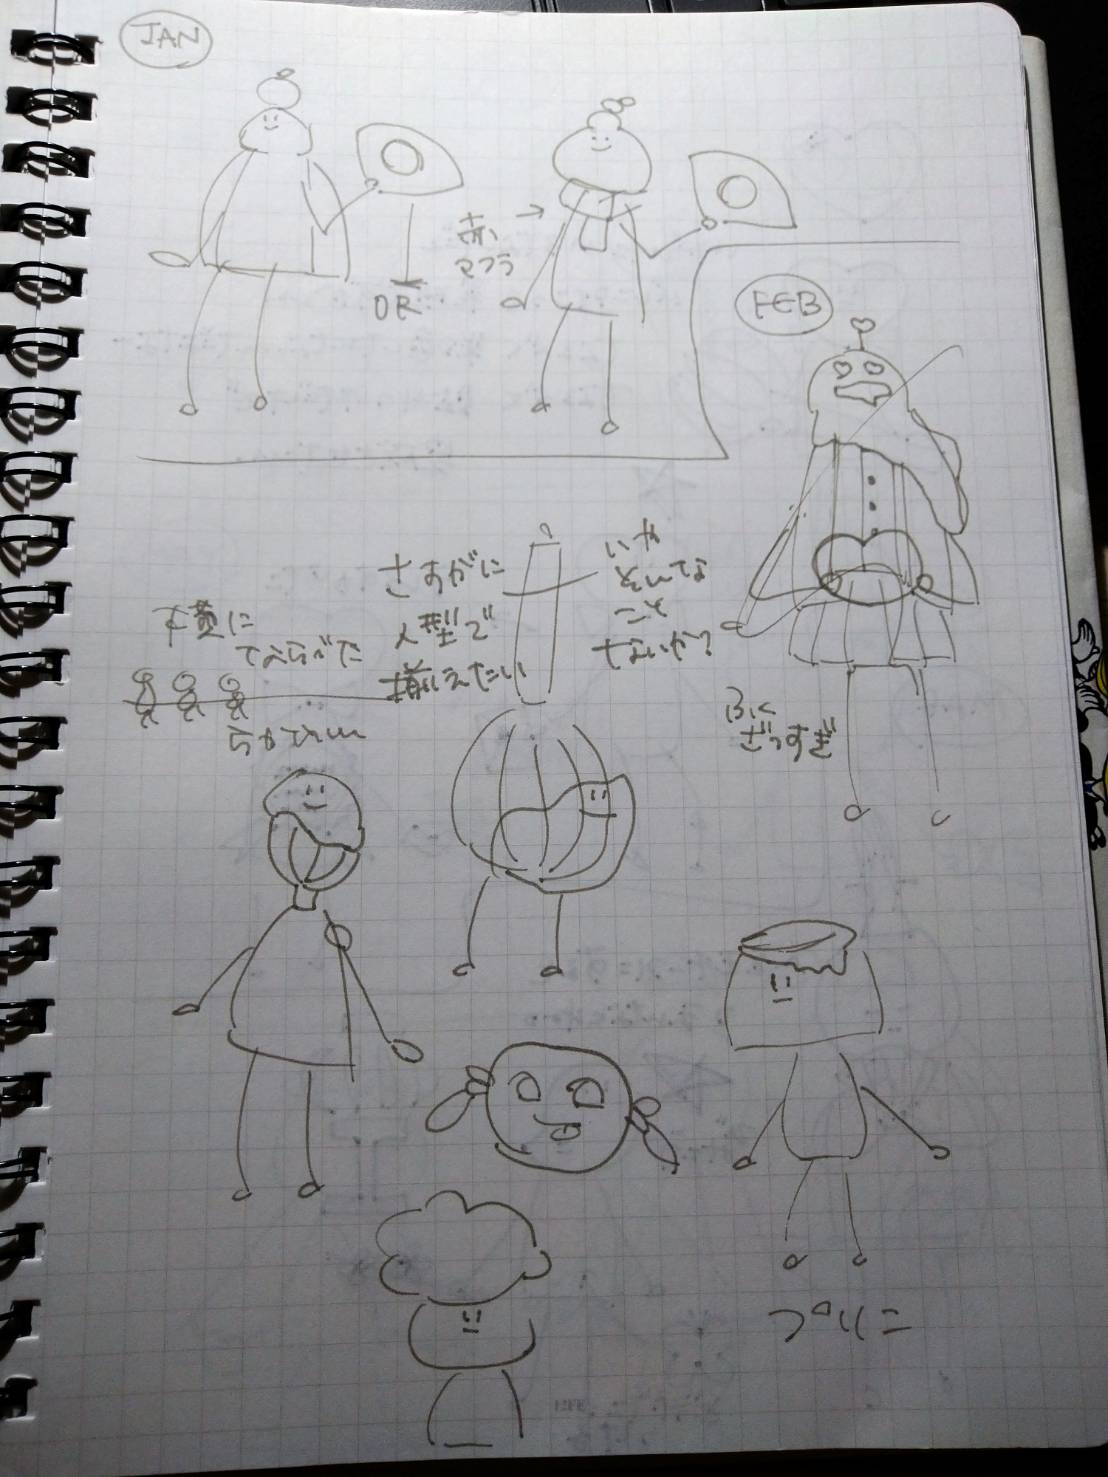 JAN
赤い
マフラ
OR
FEB
さすがに
人型で
揃えたい
いや
そんな
こと
ないか?
横に
ならべた
らかわいい
ふく
ざつすぎ
プリン